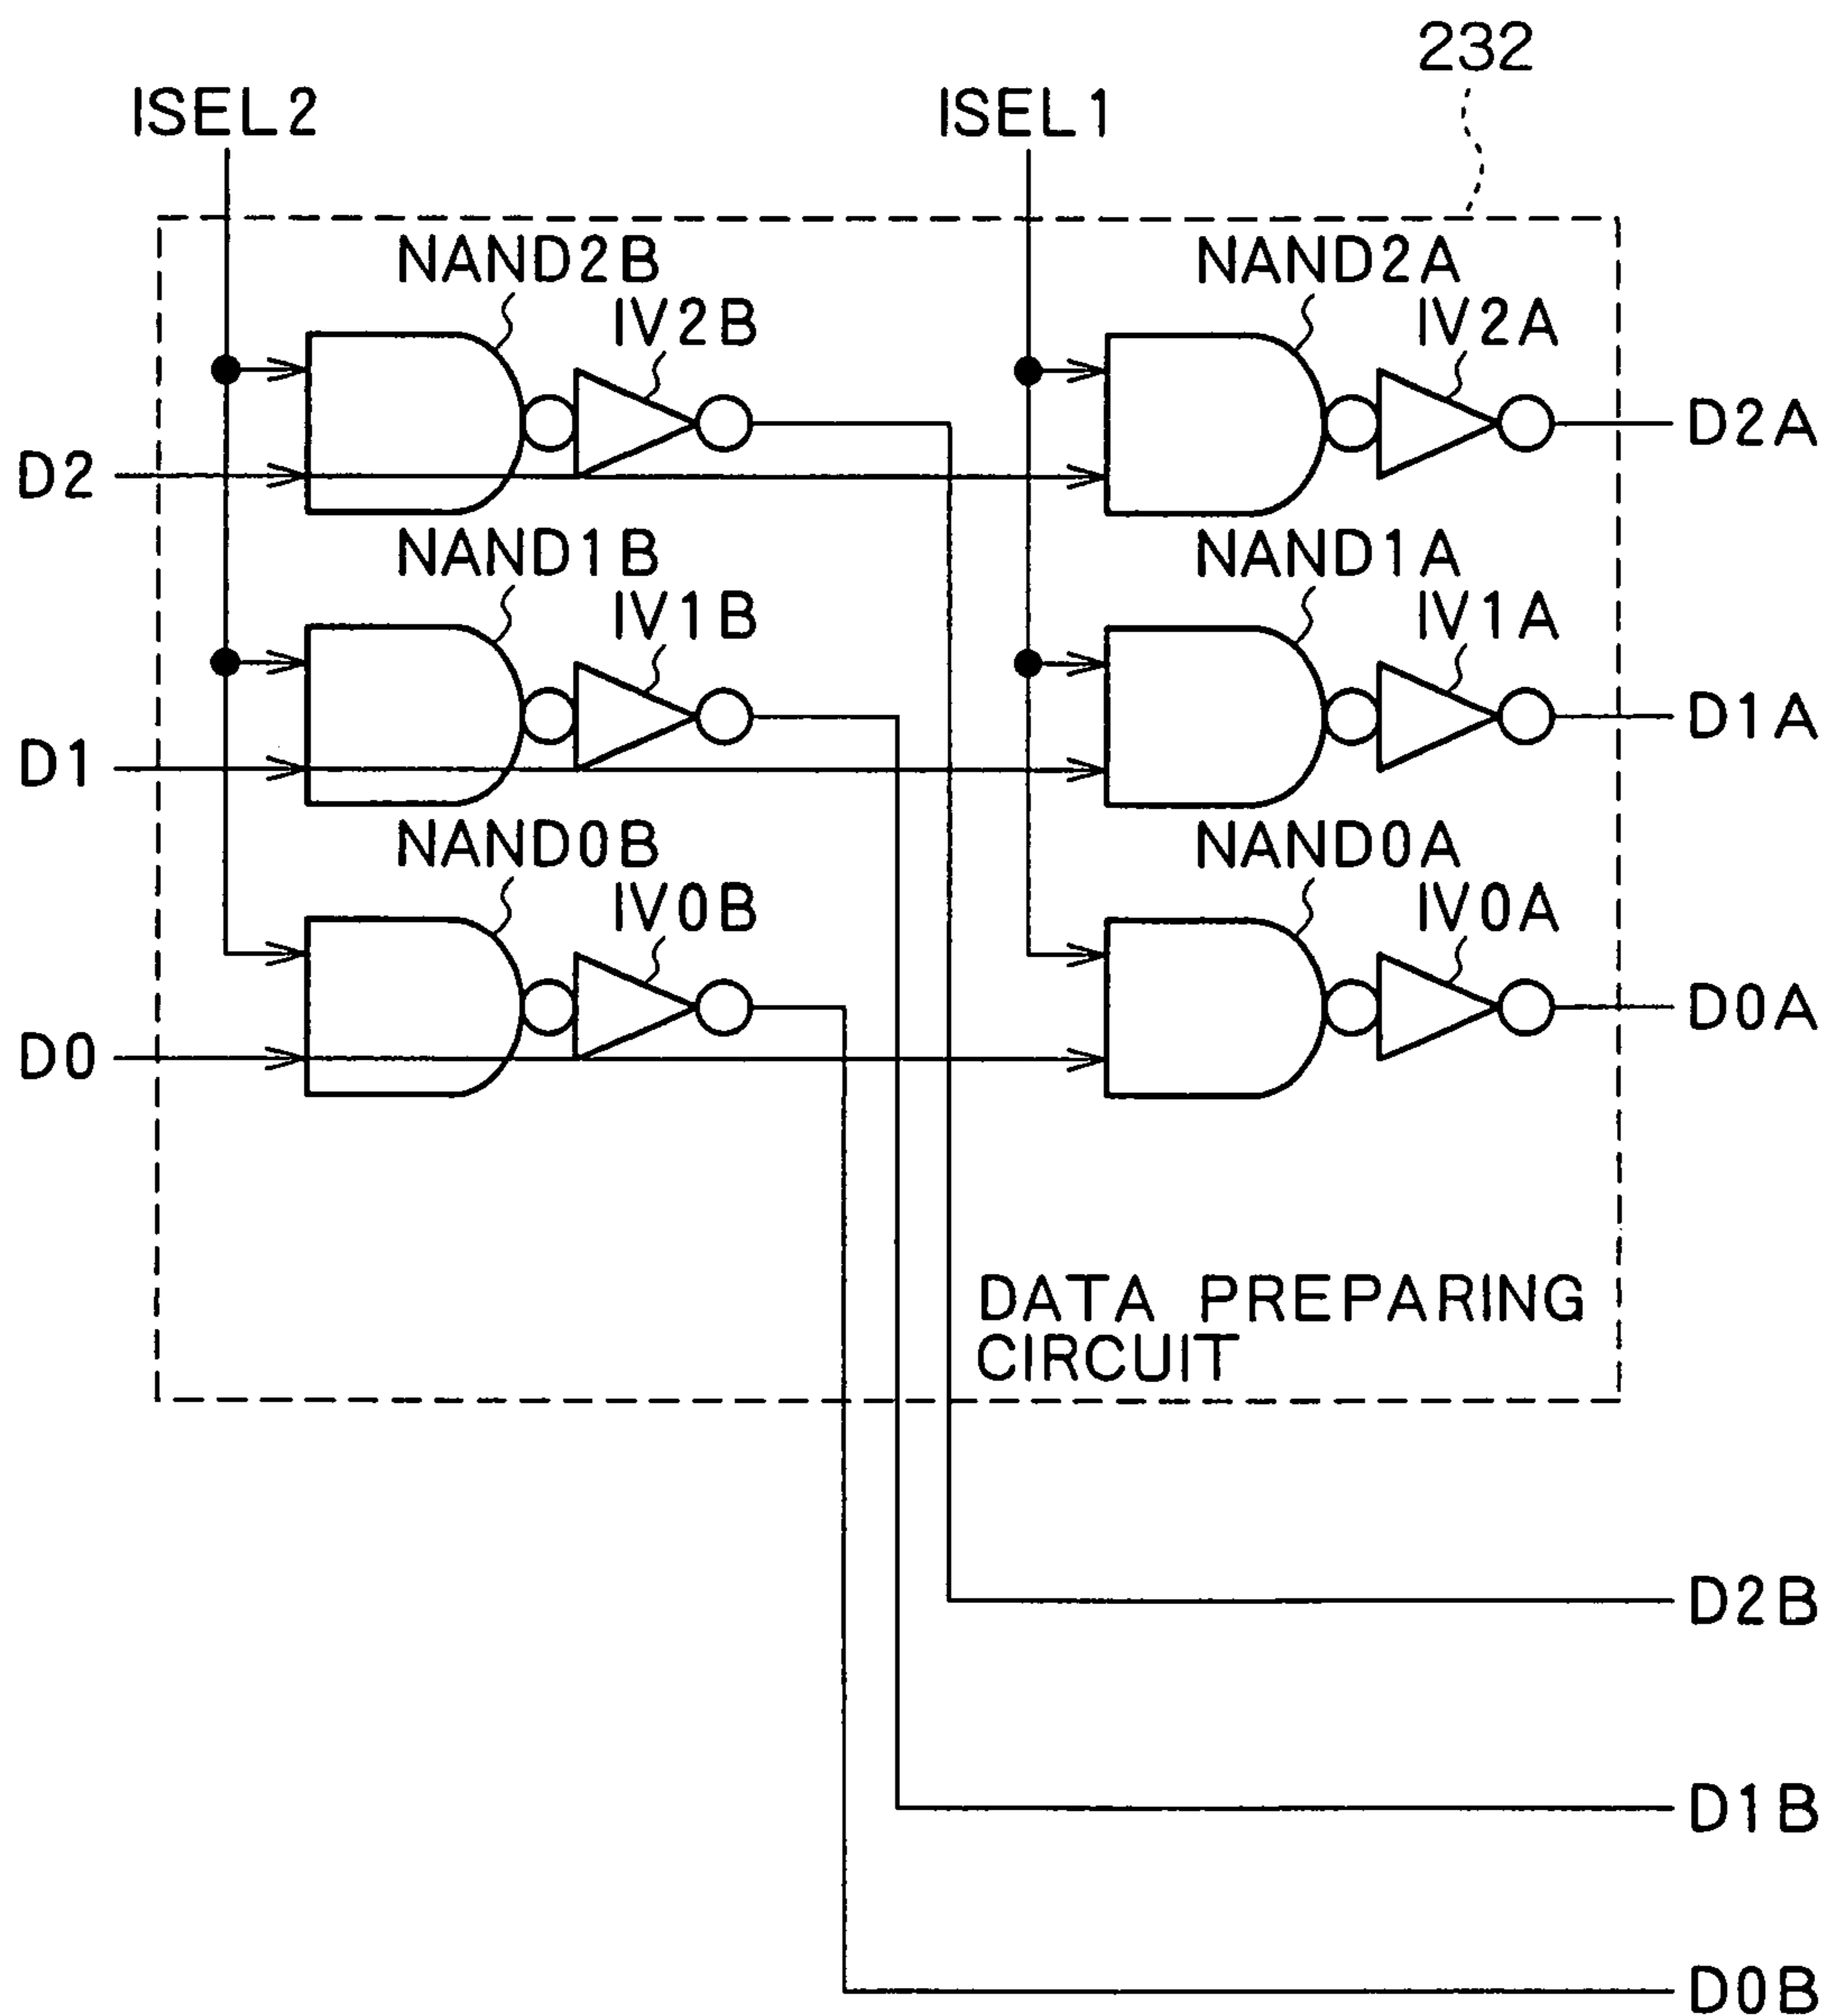 232
ISEL2 ISEL1
NAND2B NAND2A
IV2B IV2A
D2A
D2
NAND1B NAND1A
IV1B IV1A
D1A
D1
NAND0B NAND0A
IV0B IV0A
D0A
D0
DATA PREPARING
CIRCUIT
D2B
D1B
D0B